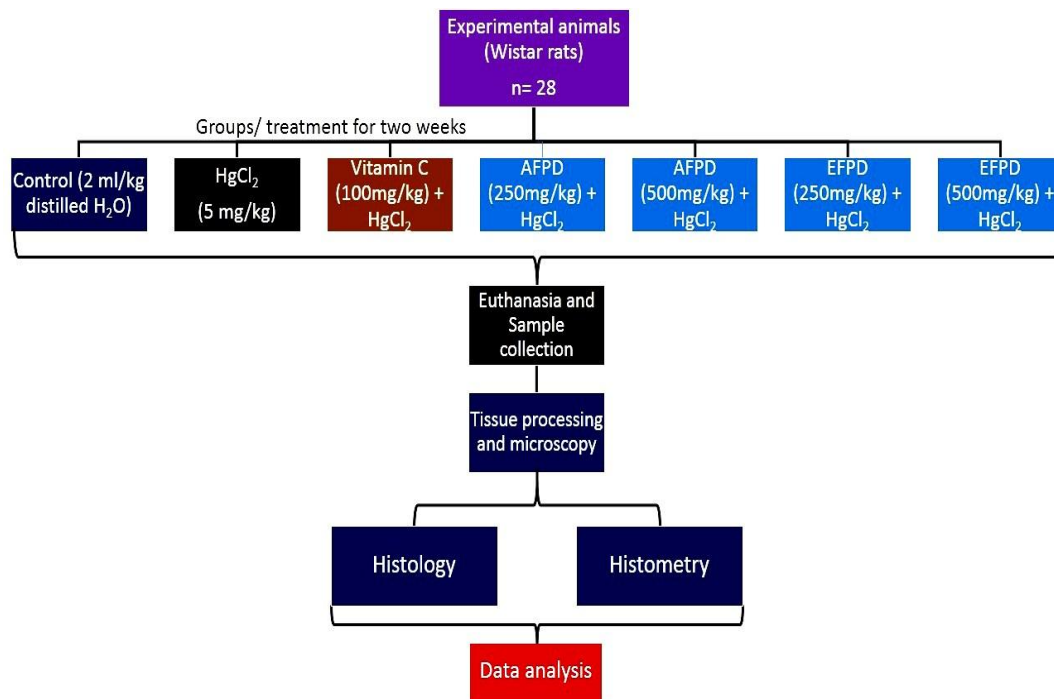 Experimental animals
(Wistar rats)
n= 28
Groups/ treatment for two weeks
Control (2 ml/kg
distilled H₂O)
HgCl₂
(5 mg/kg)
Vitamin C
(100mg/kg) +
HgCl₂
AFPD
(250mg/kg) +
HgCl₂
AFPD
(500mg/kg) +
HgCl₂
EFPD
(250mg/kg) +
HgCl₂
EFPD
(500mg/kg) +
HgCl₂
Euthanasia and
Sample
collection
Tissue processing
and microscopy
Histology
Histometry
Data analysis